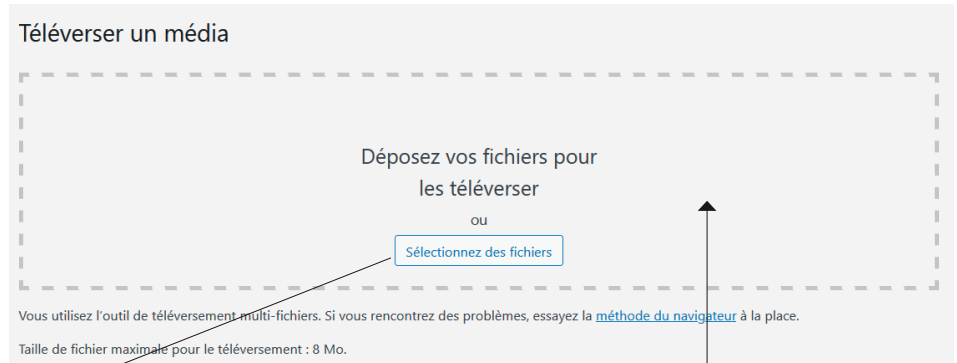 Téléverser un média
Déposez vos fichiers pour
les téléverser
ou
Sélectionnez des fichiers
Vous utilisez l’outil de téléversement multi-fichiers. Si vous rencontrez des problèmes, essayez la méthode du navigateur à la place.
Taille de fichier maximale pour le téléversement : 8 Mo.